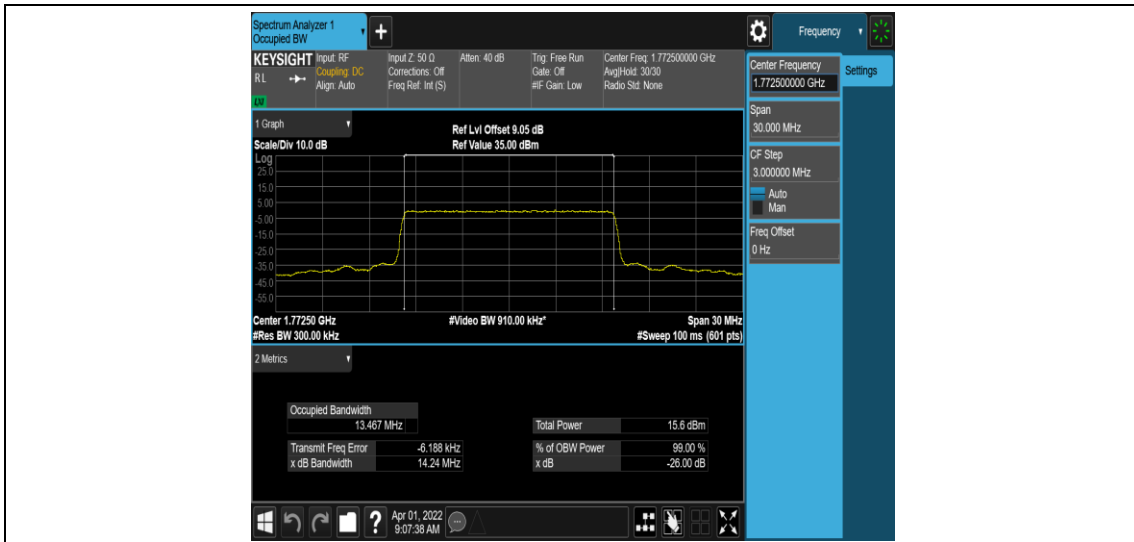 Spectrum Analyzer 1
Occupied BW
Frequency
KEYSIGHT
RL
LXI
Input: RF
Coupling: DC
Align: Auto
Input Z: 50 Ω
Corrections: Off
Freq Ref: Int (S)
Atten: 40 dB
Trig: Free Run
Gate: Off
#IF Gain: Low
Center Freq: 1.772500000 GHz
Avg|Hold: 30/30
Radio Std: None
Center Frequency
1.772500000 GHz
Settings
Span
30.000 MHz
CF Step
3.000000 MHz
Auto
Man
Freq Offset
0 Hz
1 Graph
Ref Lvl Offset 9.05 dB
Scale/Div 10.0 dB
Ref Value 35.00 dBm
Log
25.0
15.0
5.00
-5.00
-15.0
-25.0
-35.0
-45.0
-55.0
Center 1.77250 GHz
#Video BW 910.00 kHz*
Span 30 MHz
#Res BW 300.00 kHz
#Sweep 100 ms (601 pts)
2 Metrics
Occupied Bandwidth
13.467 MHz
Total Power 15.6 dBm
Transmit Freq Error -6.188 kHz
% of OBW Power 99.00 %
x dB Bandwidth 14.24 MHz
x dB -26.00 dB
Apr 01, 2022
9:07:38 AM